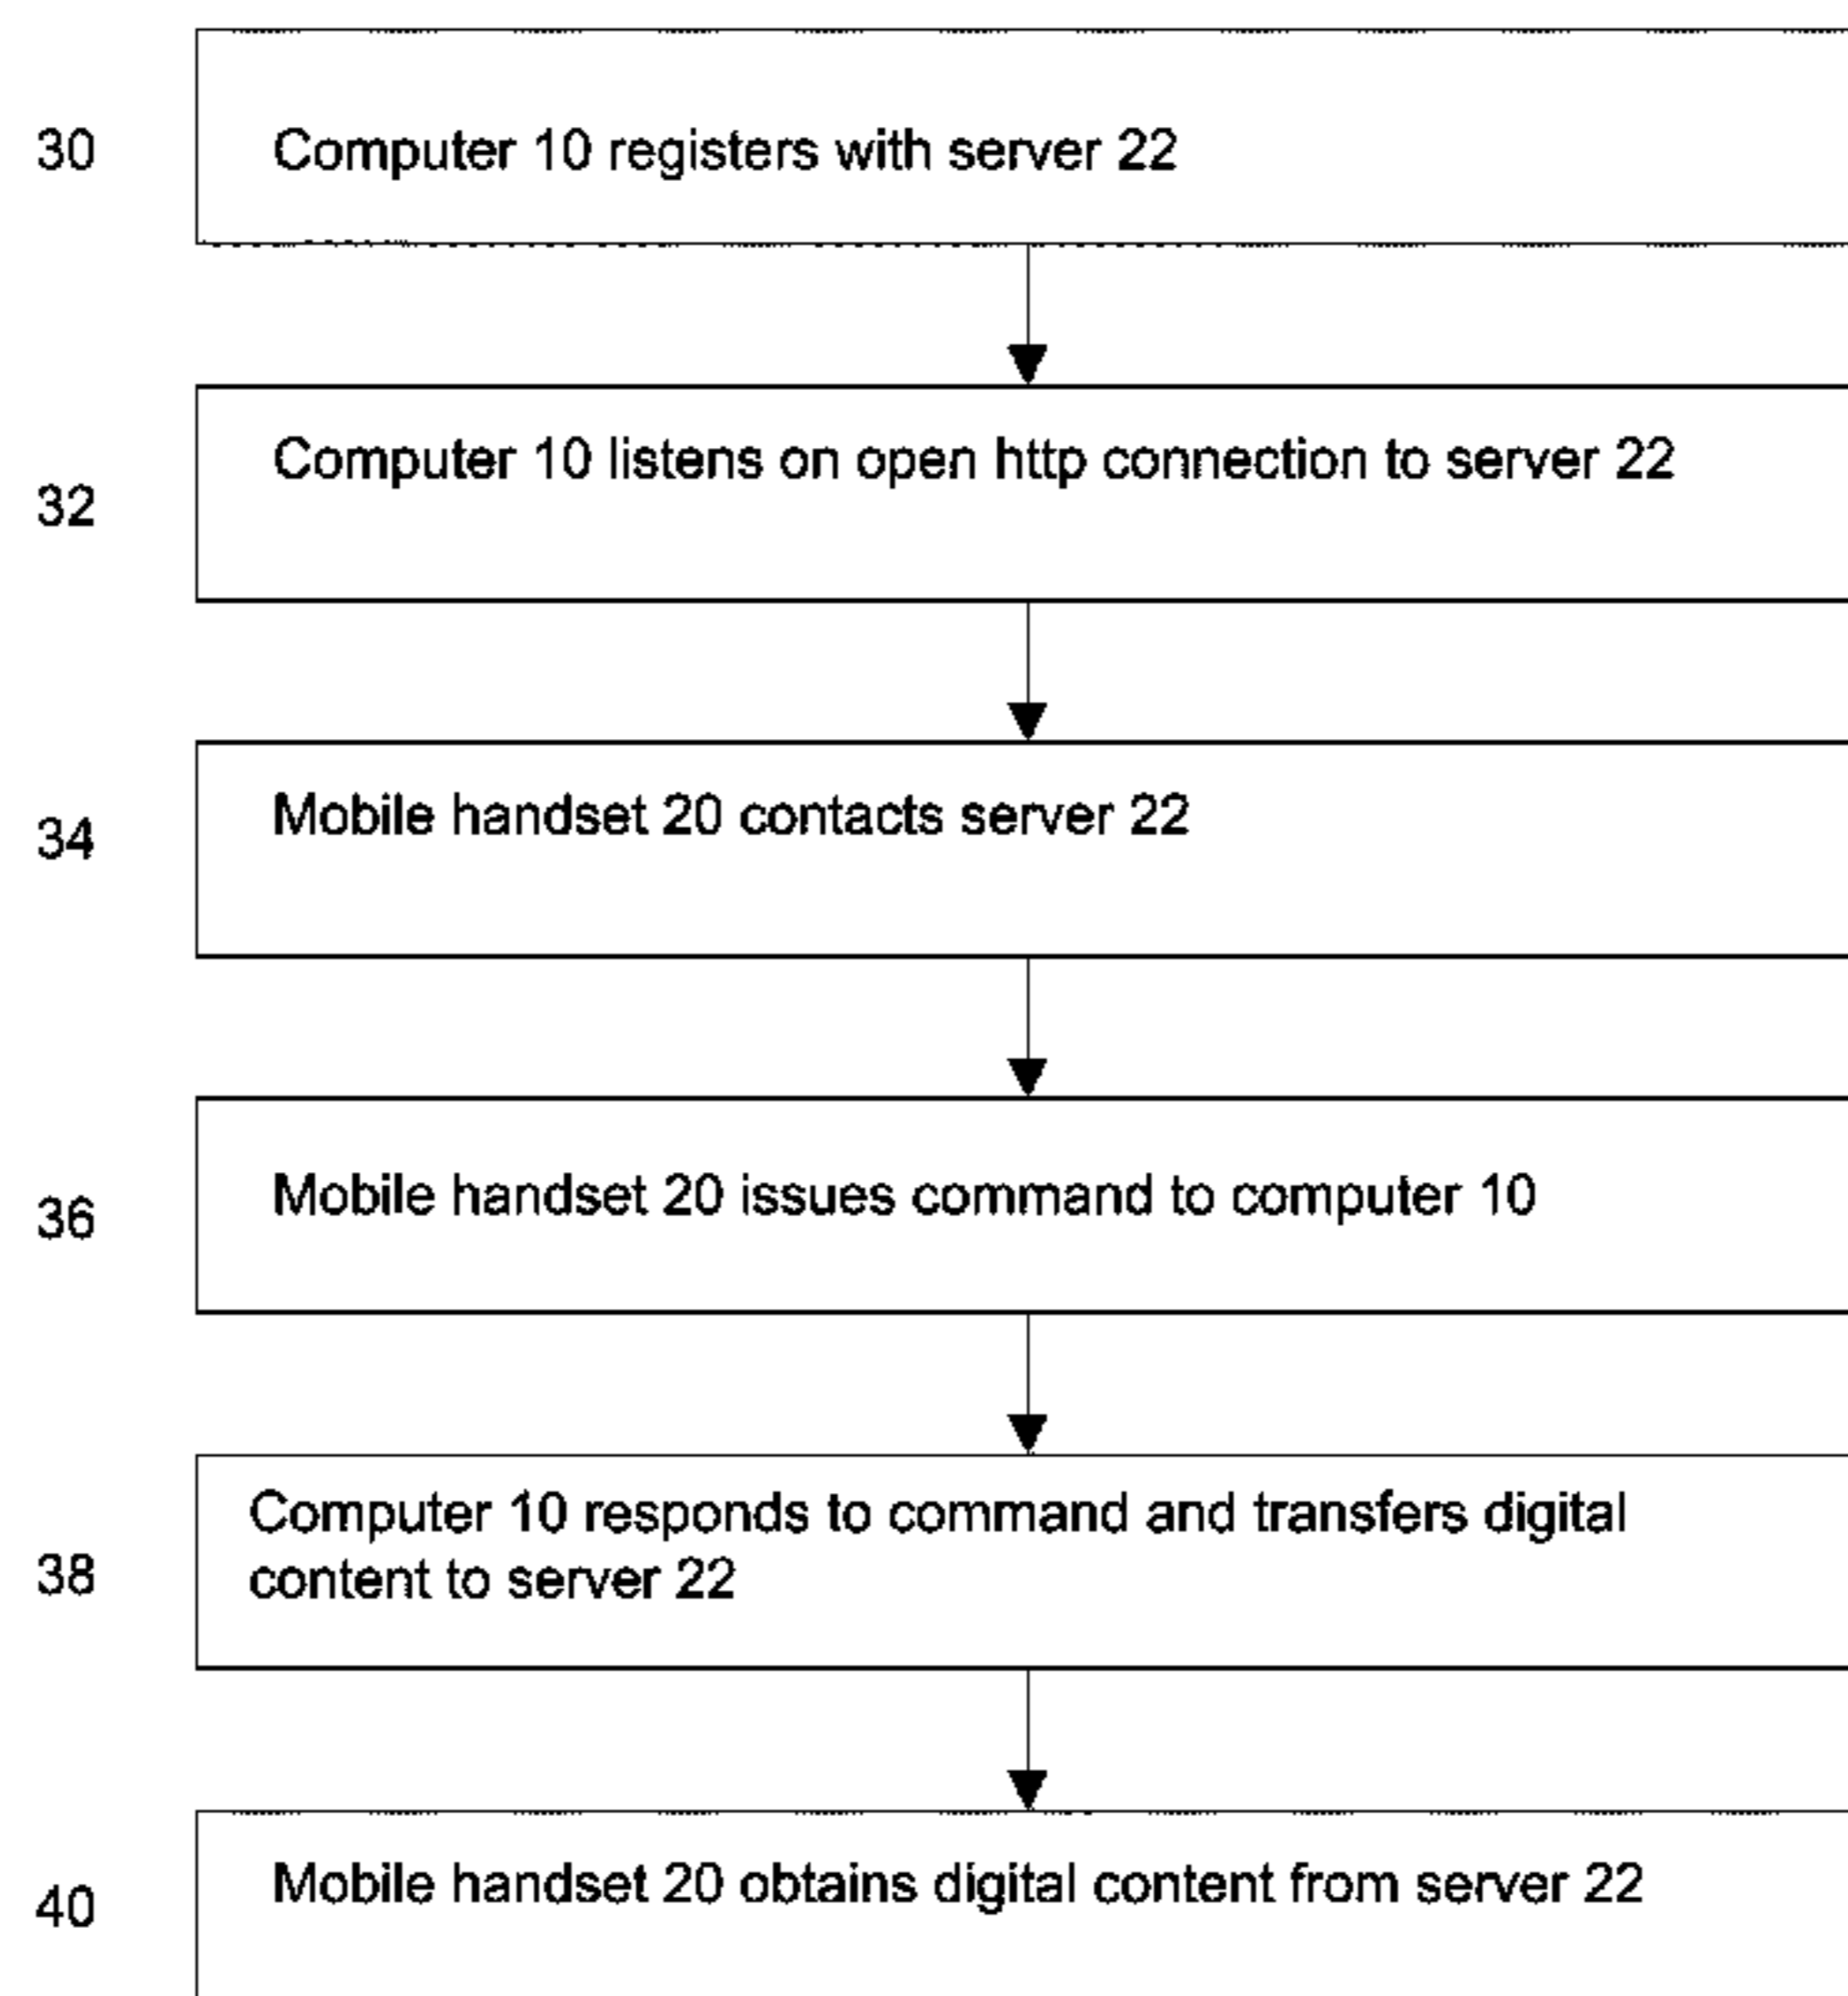 30
Computer 10 registers with server 22
32
Computer 10 listens on open http connection to server 22
34
Mobile handset 20 contacts server 22
36
Mobile handset 20 issues command to computer 10
38
Computer 10 responds to command and transfers digital
content to server 22
40
Mobile handset 20 obtains digital content from server 22